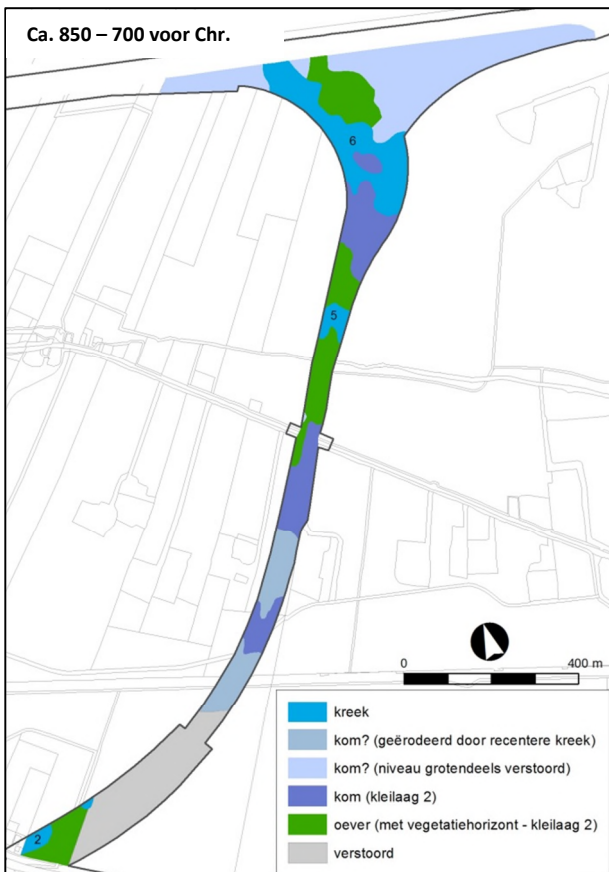 Ca. 850 – 700 voor Chr.
6
5
0 400 m
kreek
kom? (geërodeerd door recentere kreek)
kom? (niveau grotendeels verstoord)
kom (kleilaag 2)
oever (met vegetatiehorizont - kleilaag 2)
2
verstoord